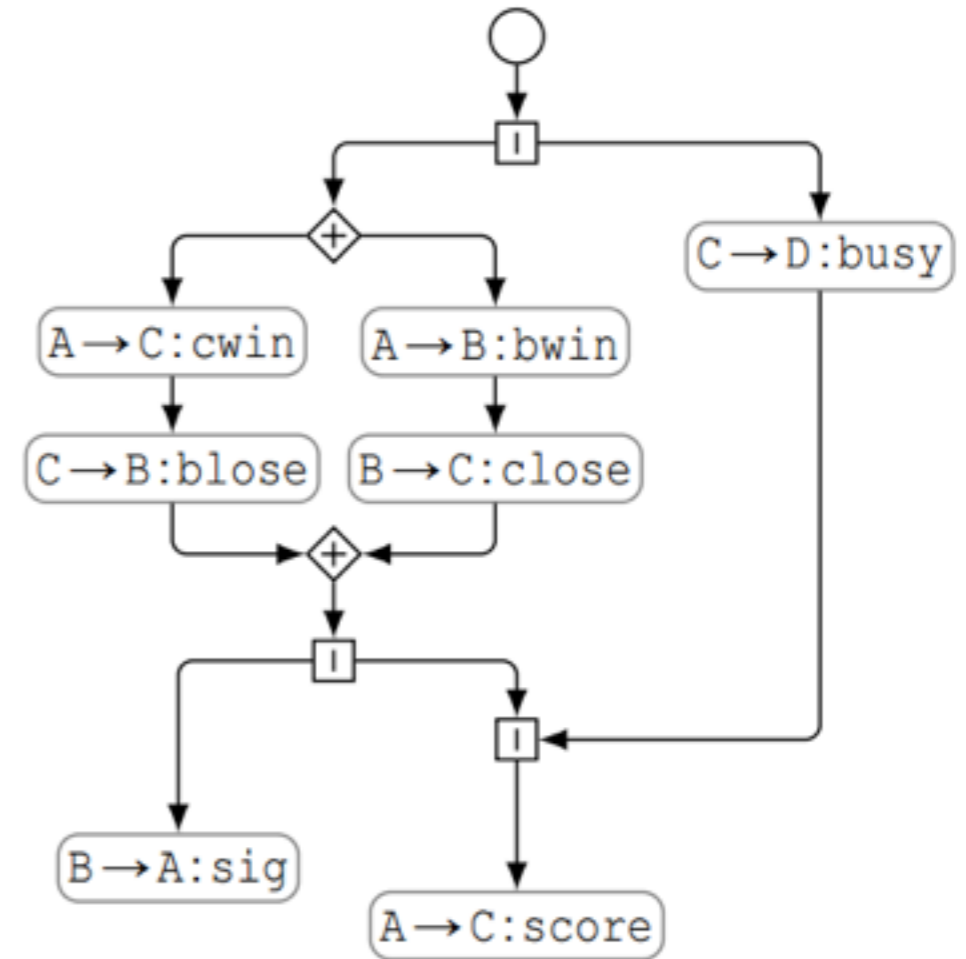 |
+
C→D:busy
A→C:cwin
A→B:bwin
C→B:blose
B→C:close
+
|
|
B→A:sig
A→C:score